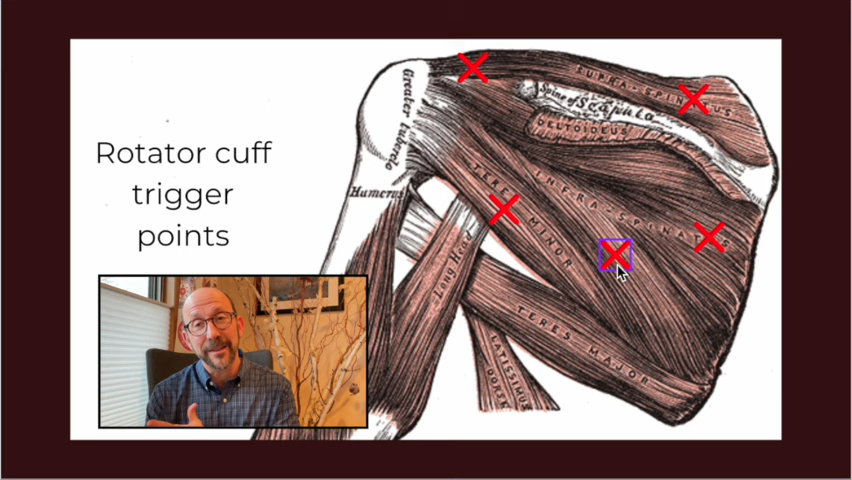 Rotator cuff
trigger
points
Greater tuberclo
SUPRA-SPINATUS
Spine of Scapula
DELTOIDEUS
Humerus
INFRA-SPINATUS
TERES MINOR
Long Head
TERES MAJOR
LATISSIMUS
DORSI